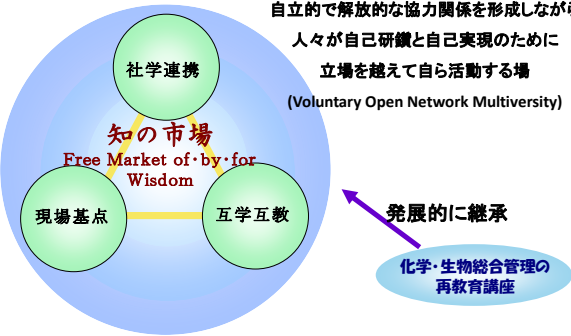 自立的で解放的な協力関係を形成しながら
人々が自己研鑽と自己実現のために
立場を越えて自ら活動する場
(Voluntary Open Network Multiversity)
社学連携
知の市場
Free Market of・by・for
Wisdom
現場基点
互学互教
発展的に継承
化学・生物総合管理の
再教育講座